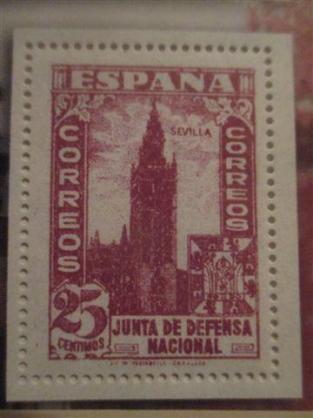 ESPAÑA
SEVILLA
CORREOS
CORREOS
25
CENTIMOS
JUNTA DE DEFENSA
NACIONAL